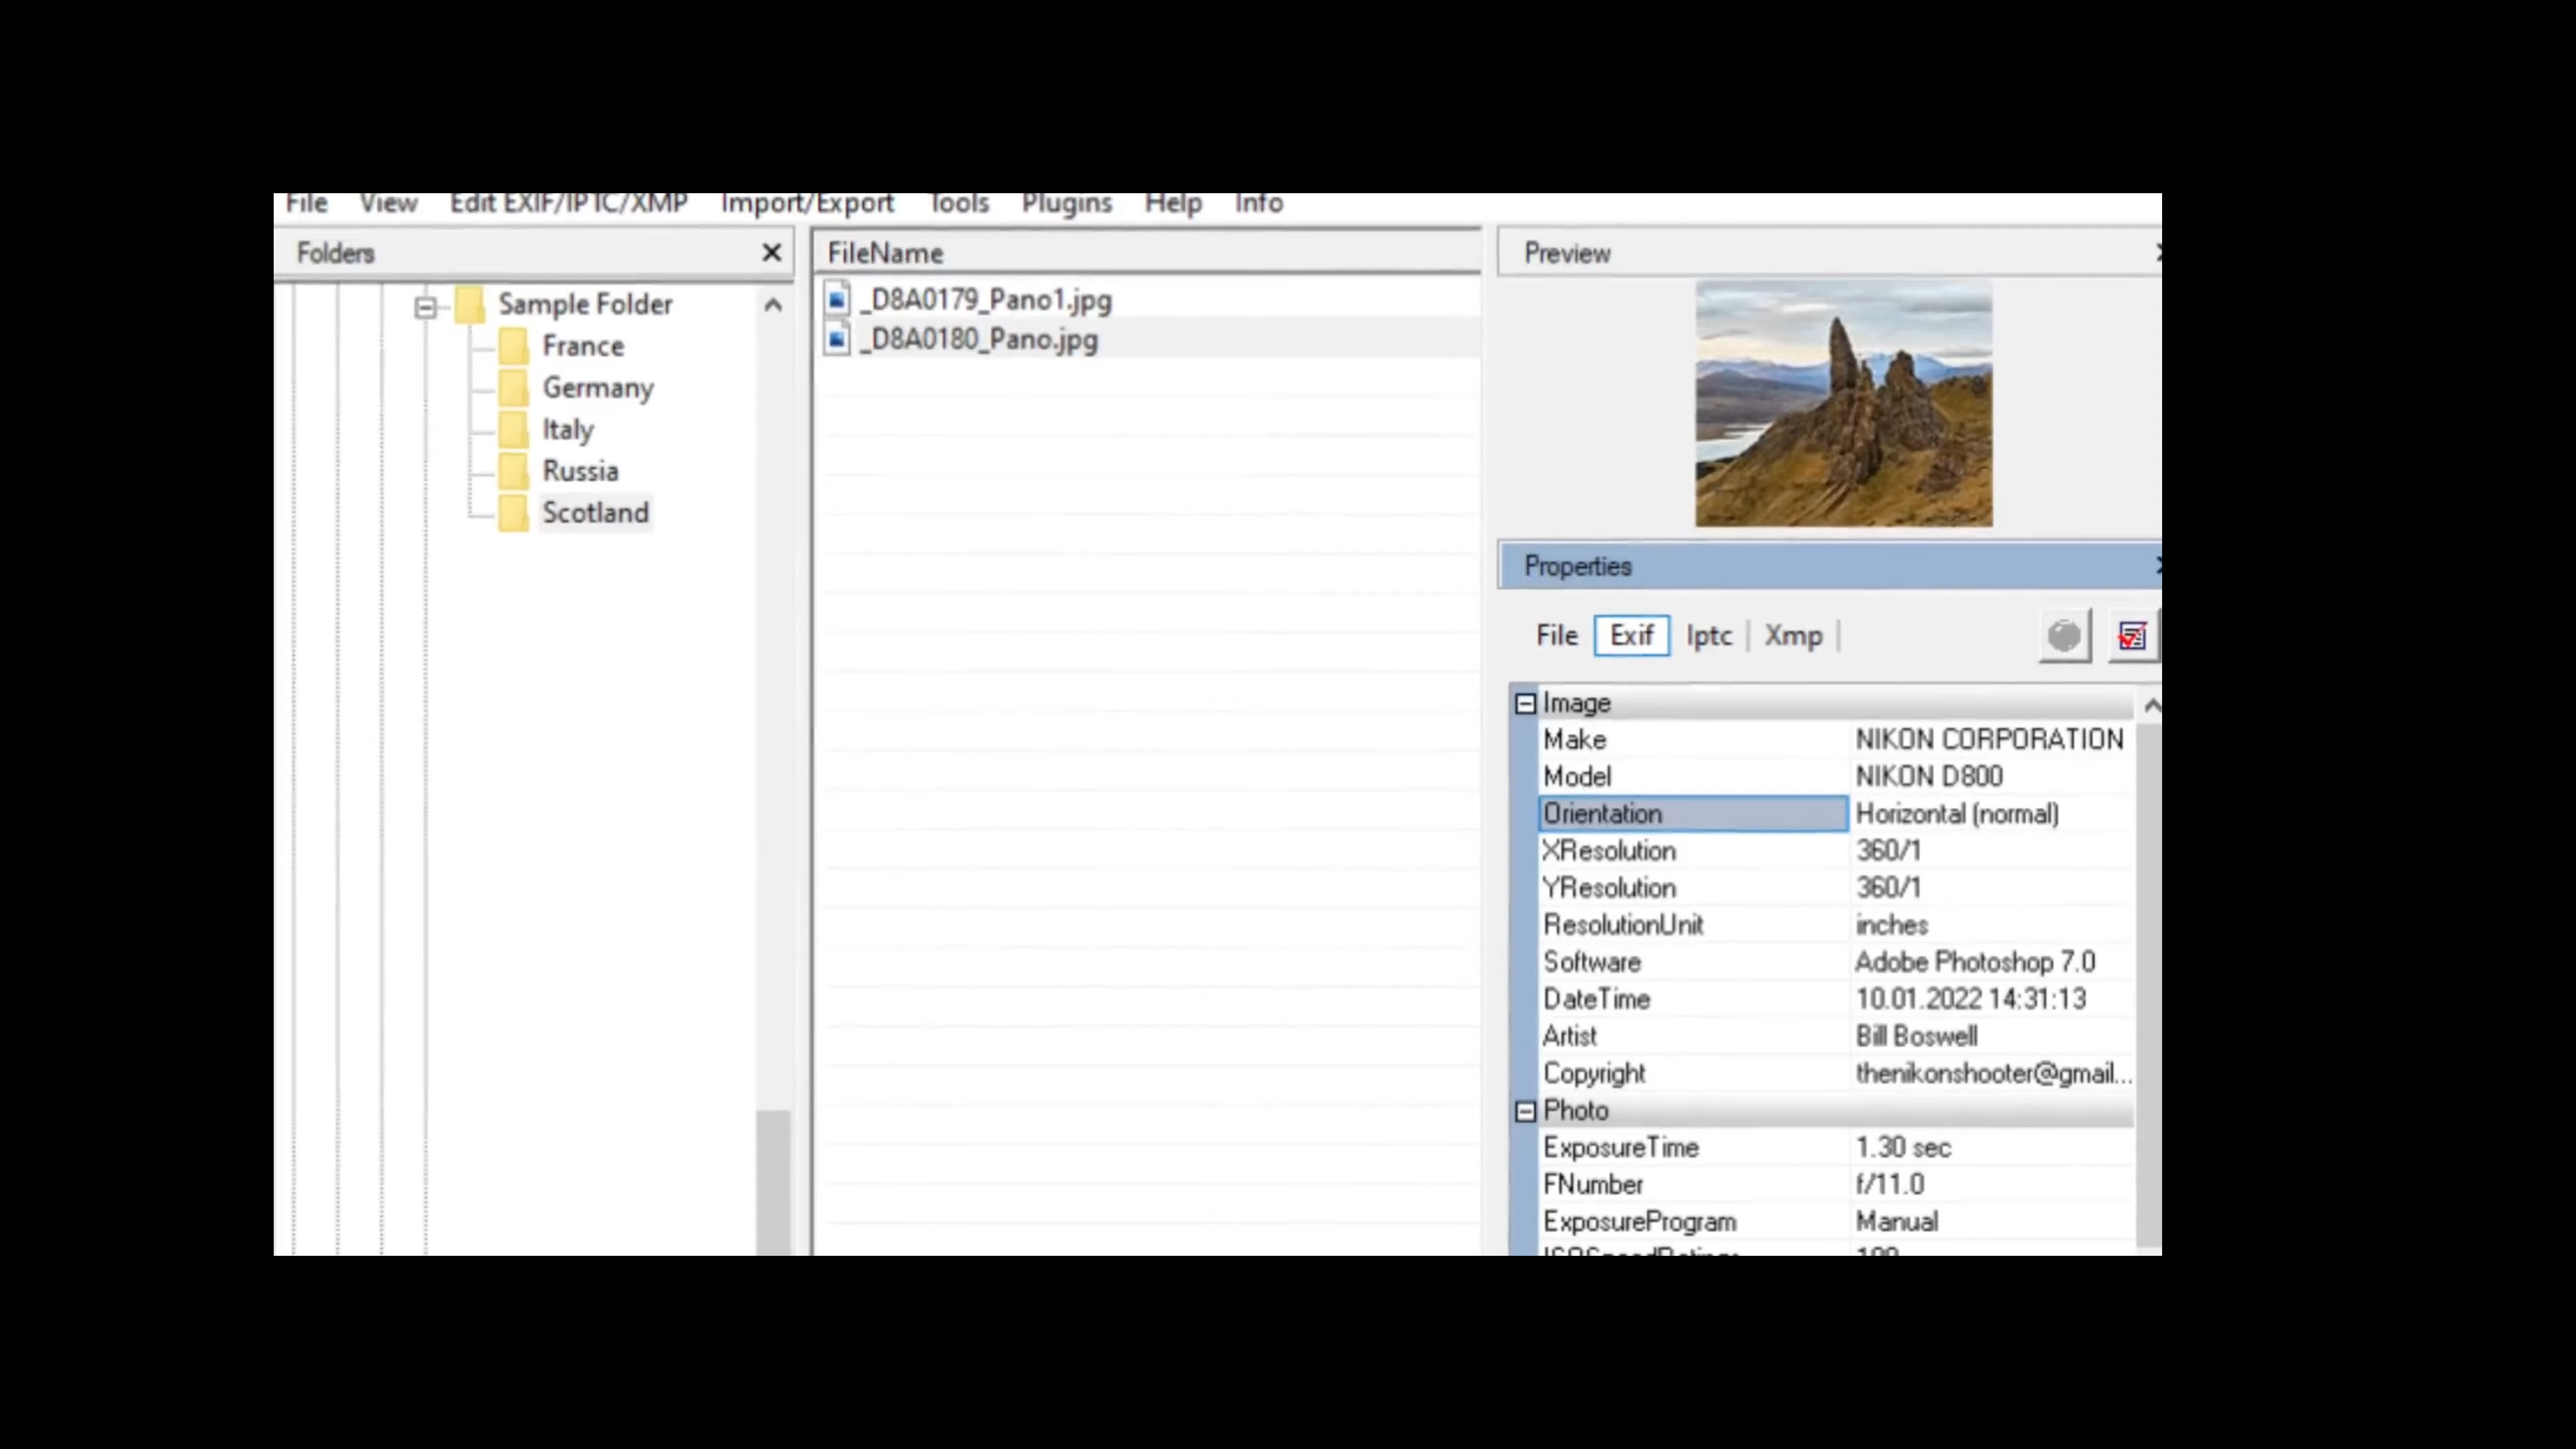 File View Edit EXIF/IPTC/XMP Import/Export Tools Plugins Help Info
Folders
Sample Folder
France
Germany
Italy
Russia
Scotland
FileName
_D8A0179_Pano1.jpg
_D8A0180_Pano.jpg
Preview
Properties
File Exif Iptc Xmp
Image
Make NIKON CORPORATION
Model NIKON D800
Orientation Horizontal (normal)
XResolution 360/1
YResolution 360/1
ResolutionUnit inches
Software Adobe Photoshop 7.0
DateTime 10.01.2022 14:31:13
Artist Bill Boswell
Copyright thenikonshooter@gmail...
Photo
ExposureTime 1.30 sec
FNumber f/11.0
ExposureProgram Manual